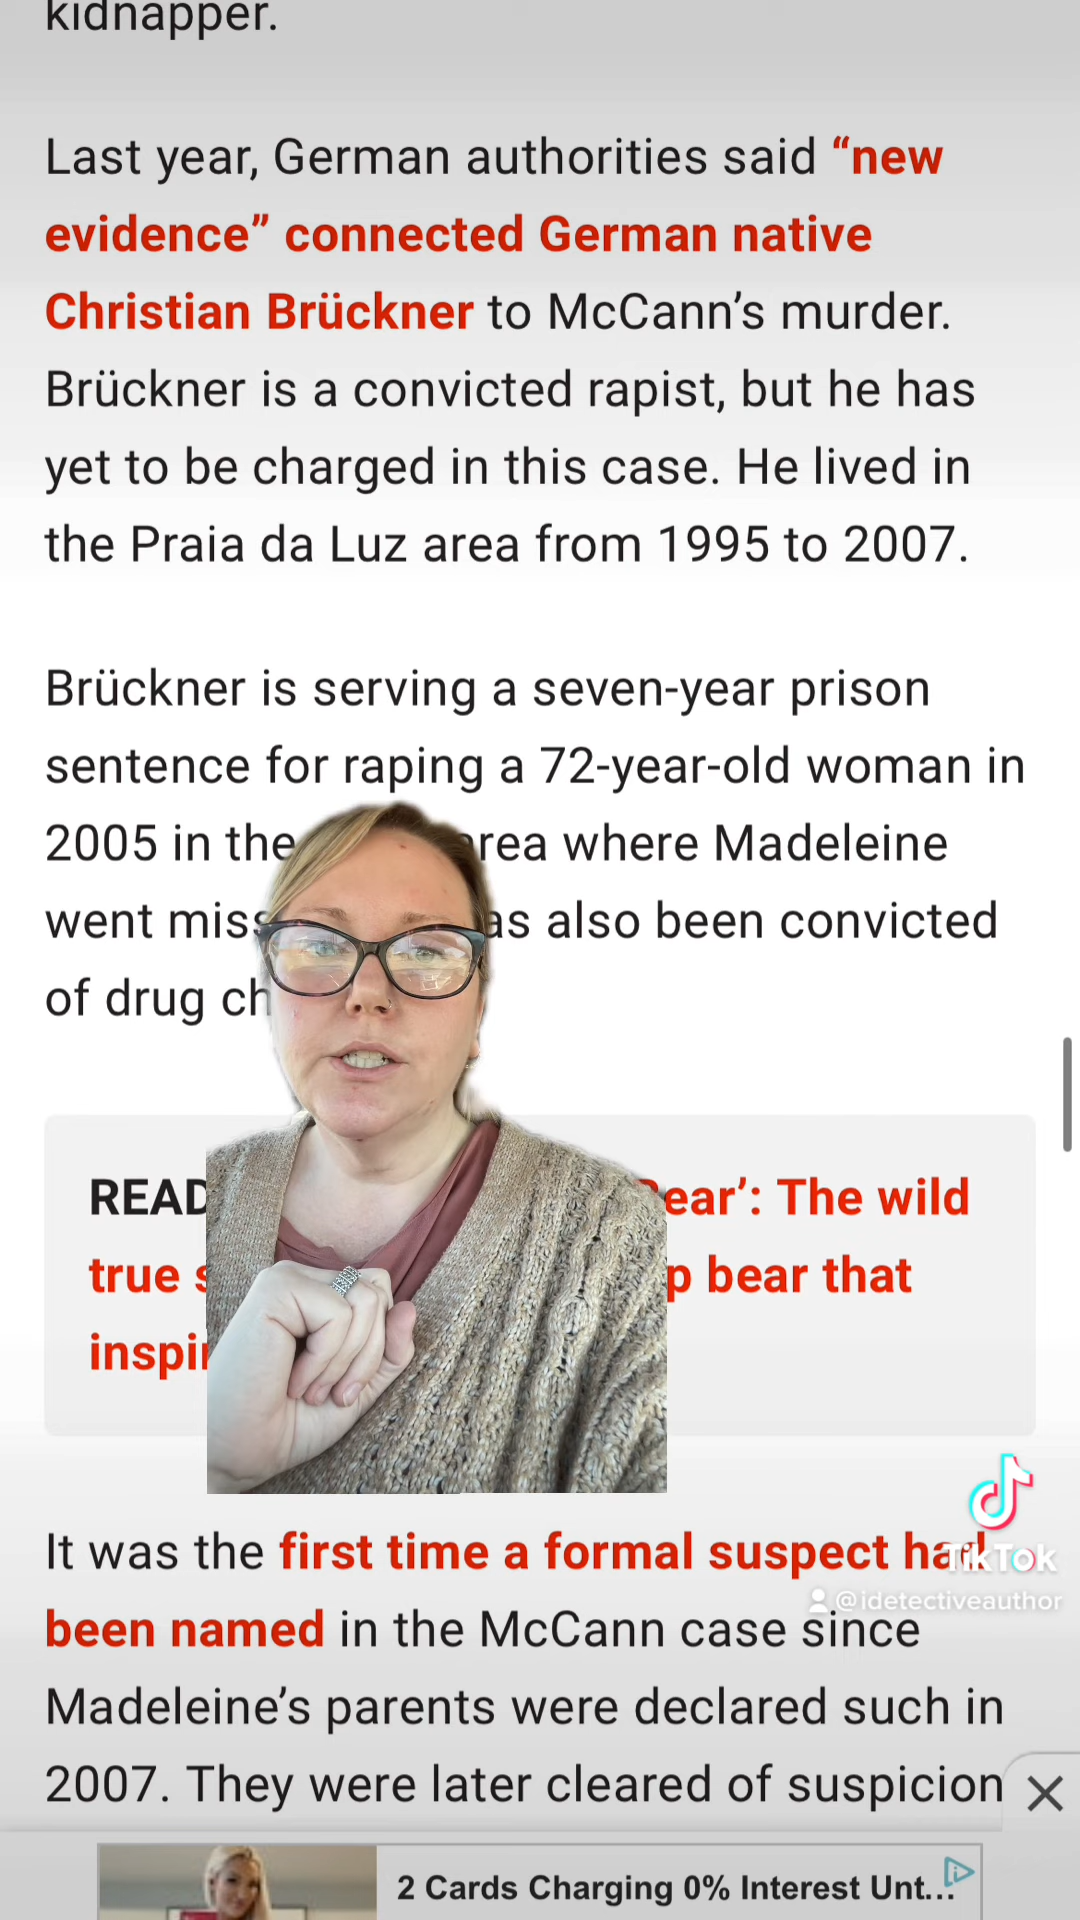 kidnapper.
Last year, German authorities said “new
evidence” connected German native
Christian Brückner to McCann’s murder.
Brückner is a convicted rapist, but he has
yet to be charged in this case. He lived in
the Praia da Luz area from 1995 to 2007.
Brückner is serving a seven-year prison
sentence for raping a 72-year-old woman in
2005 in the rea where Madeleine
went miss as also been convicted
of drug ch
READ ear’: The wild
true s p bear that
inspir
It was the first time a formal suspect had
been named in the McCann case since
Madeleine’s parents were declared such in
2007. They were later cleared of suspicion
TikTok
@idetectiveauthor
2 Cards Charging 0% Interest Unt...